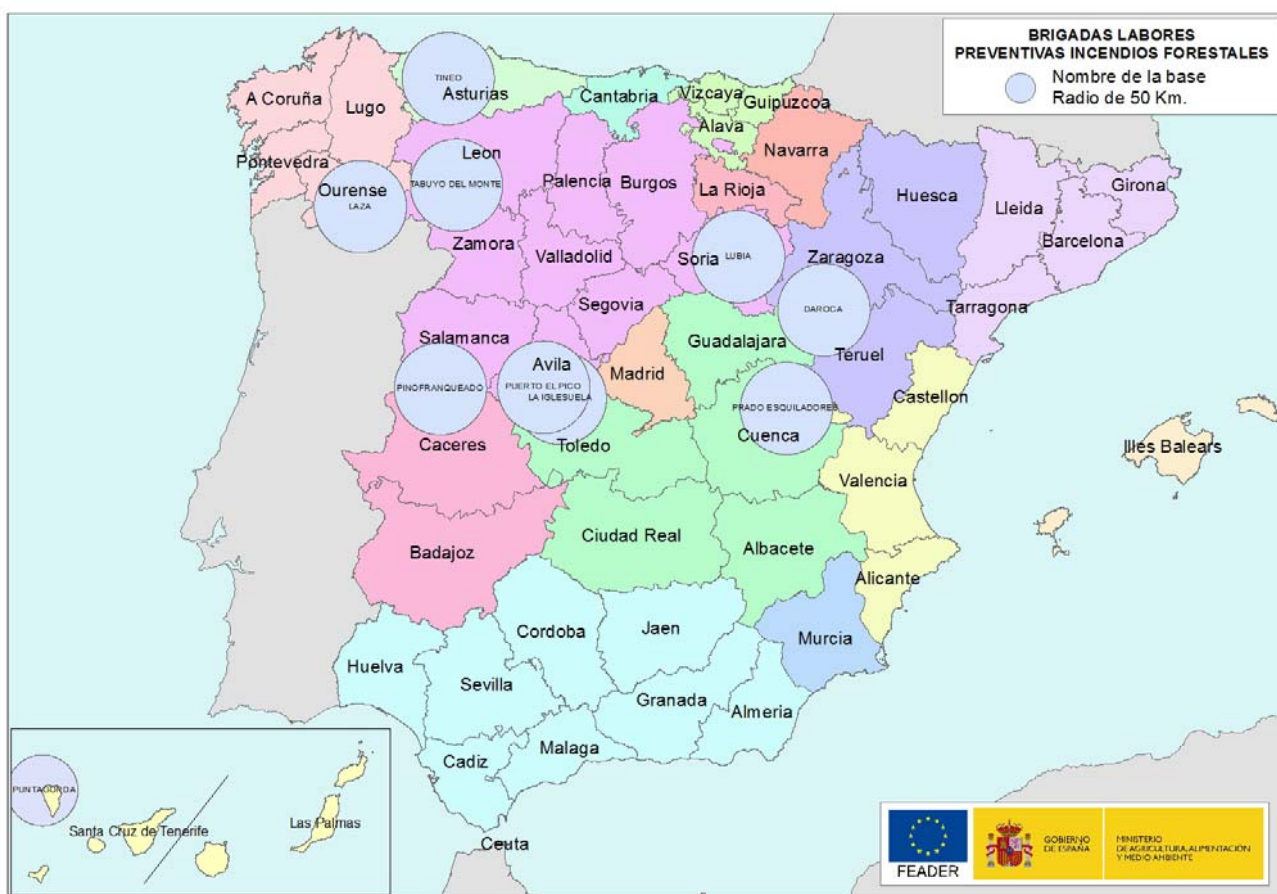 BRIGADAS LABORES
PREVENTIVAS INCENDIOS FORESTALES
Nombre de la base
Radio de 50 Km.
TINEO
Asturias
Cantabria
Vizcaya
Guipuzcoa
Alava
A Coruña
Lugo
Pontevedra
Ourense
LAZA
Leon
TABUYO DEL MONTE
Palencia
Burgos
La Rioja
Navarra
Huesca
Lleida
Girona
Barcelona
Tarragona
Zaragoza
Zamora
Valladolid
Soria
LUBIA
Segovia
DAROCA
Teruel
Salamanca
Guadalajara
Avila
Madrid
PINOFRANQUEADO
PUERTO EL PICO
LA IGLESUELA
PRADO ESQUILADORES
Castellon
Caceres
Toledo
Cuenca
Valencia
Illes Balears
Badajoz
Ciudad Real
Albacete
Alicante
Cordoba
Jaen
Murcia
Huelva
Sevilla
Granada
Almeria
Cadiz
Malaga
Ceuta
PUNTAGORDA
Santa Cruz de Tenerife
Las Palmas
FEADER
GOBIERNO
DE ESPAÑA
MINISTERIO
DE AGRICULTURA, ALIMENTACIÓN
Y MEDIO AMBIENTE